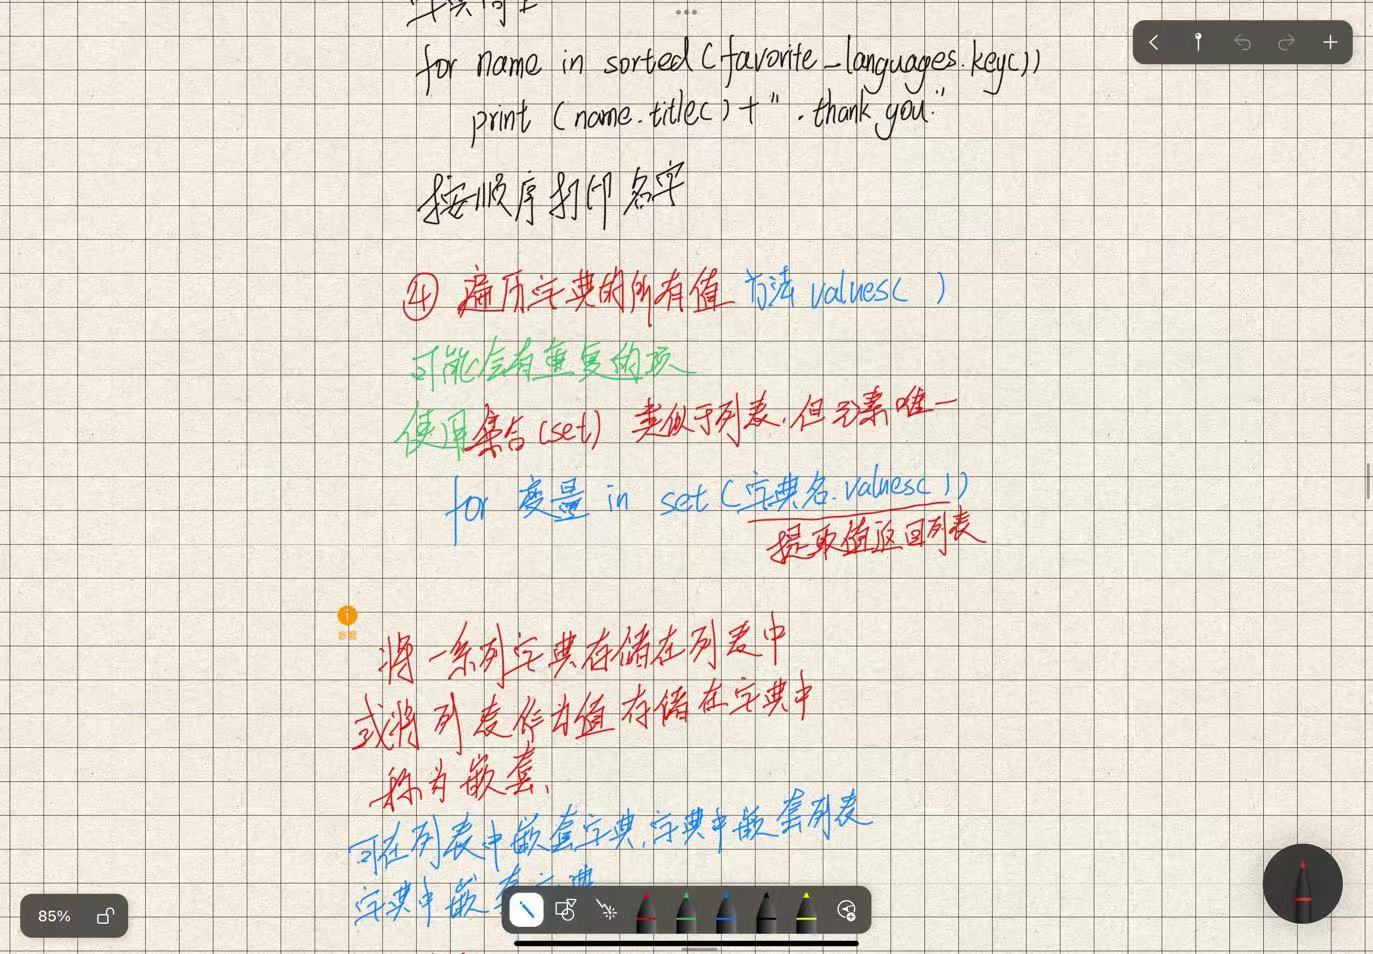 for name in sorted (favorite_languages.key())
print (name.title() + ". thank you."
按顺序打印名字
④ 遍历字典的所有值 方法 values( )
可能会有重复的项
使用集合(set) 类似于列表,但元素唯一
for 变量 in set (字典名.values( ))
提取值返回列表
嵌套
将一系列字典存储在列表中
或将列表作为值存储在字典中
称为嵌套.
可在列表中嵌套字典,字典中嵌套列表
字典中嵌套字典
85%